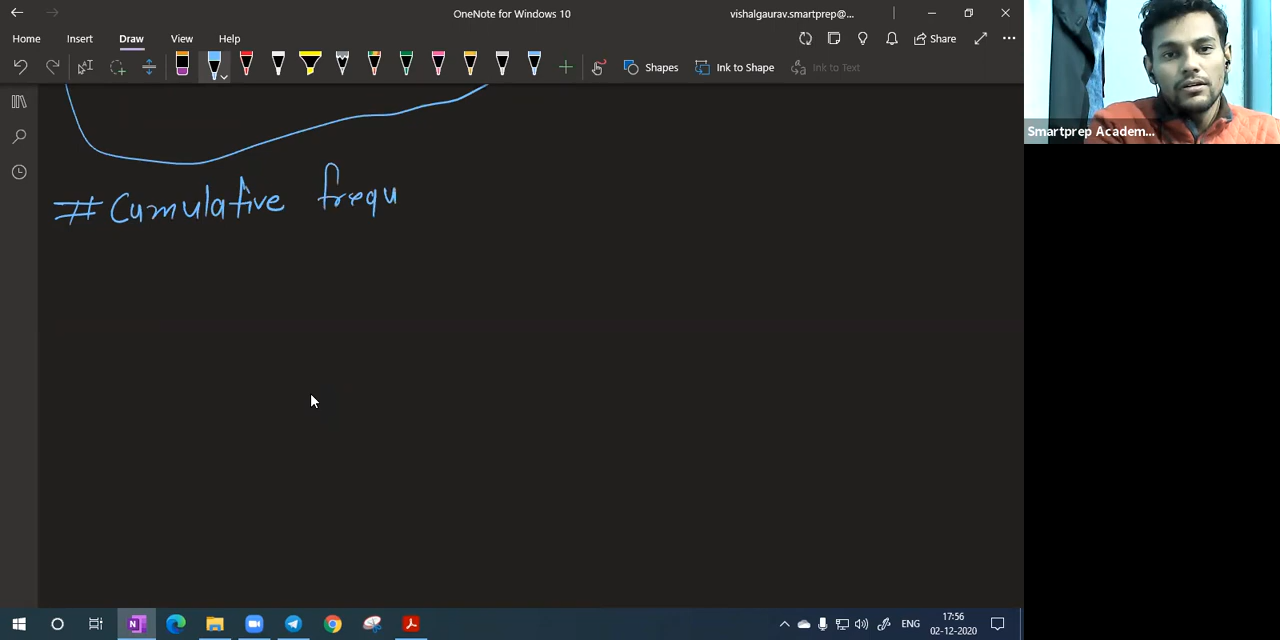 OneNote for Windows 10
vishalgaurav.smartprep@...
Home Insert Draw View Help
Share
Shapes
Ink to Shape
Ink to Text
Smartprep Academ...
# Cumulative frequ
ENG
17:56
02-12-2020